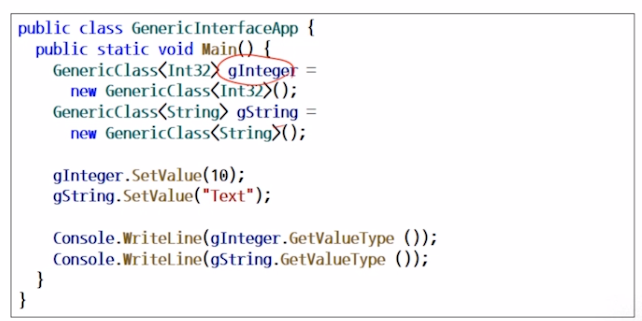 public class GenericInterfaceApp {
public static void Main() {
GenericClass<Int32> gInteger =
new GenericClass<Int32>();
GenericClass<String> gString =
new GenericClass<String>();
gInteger.SetValue(10);
gString.SetValue("Text");
Console.WriteLine(gInteger.GetValueType ());
Console.WriteLine(gString.GetValueType ());
}
}